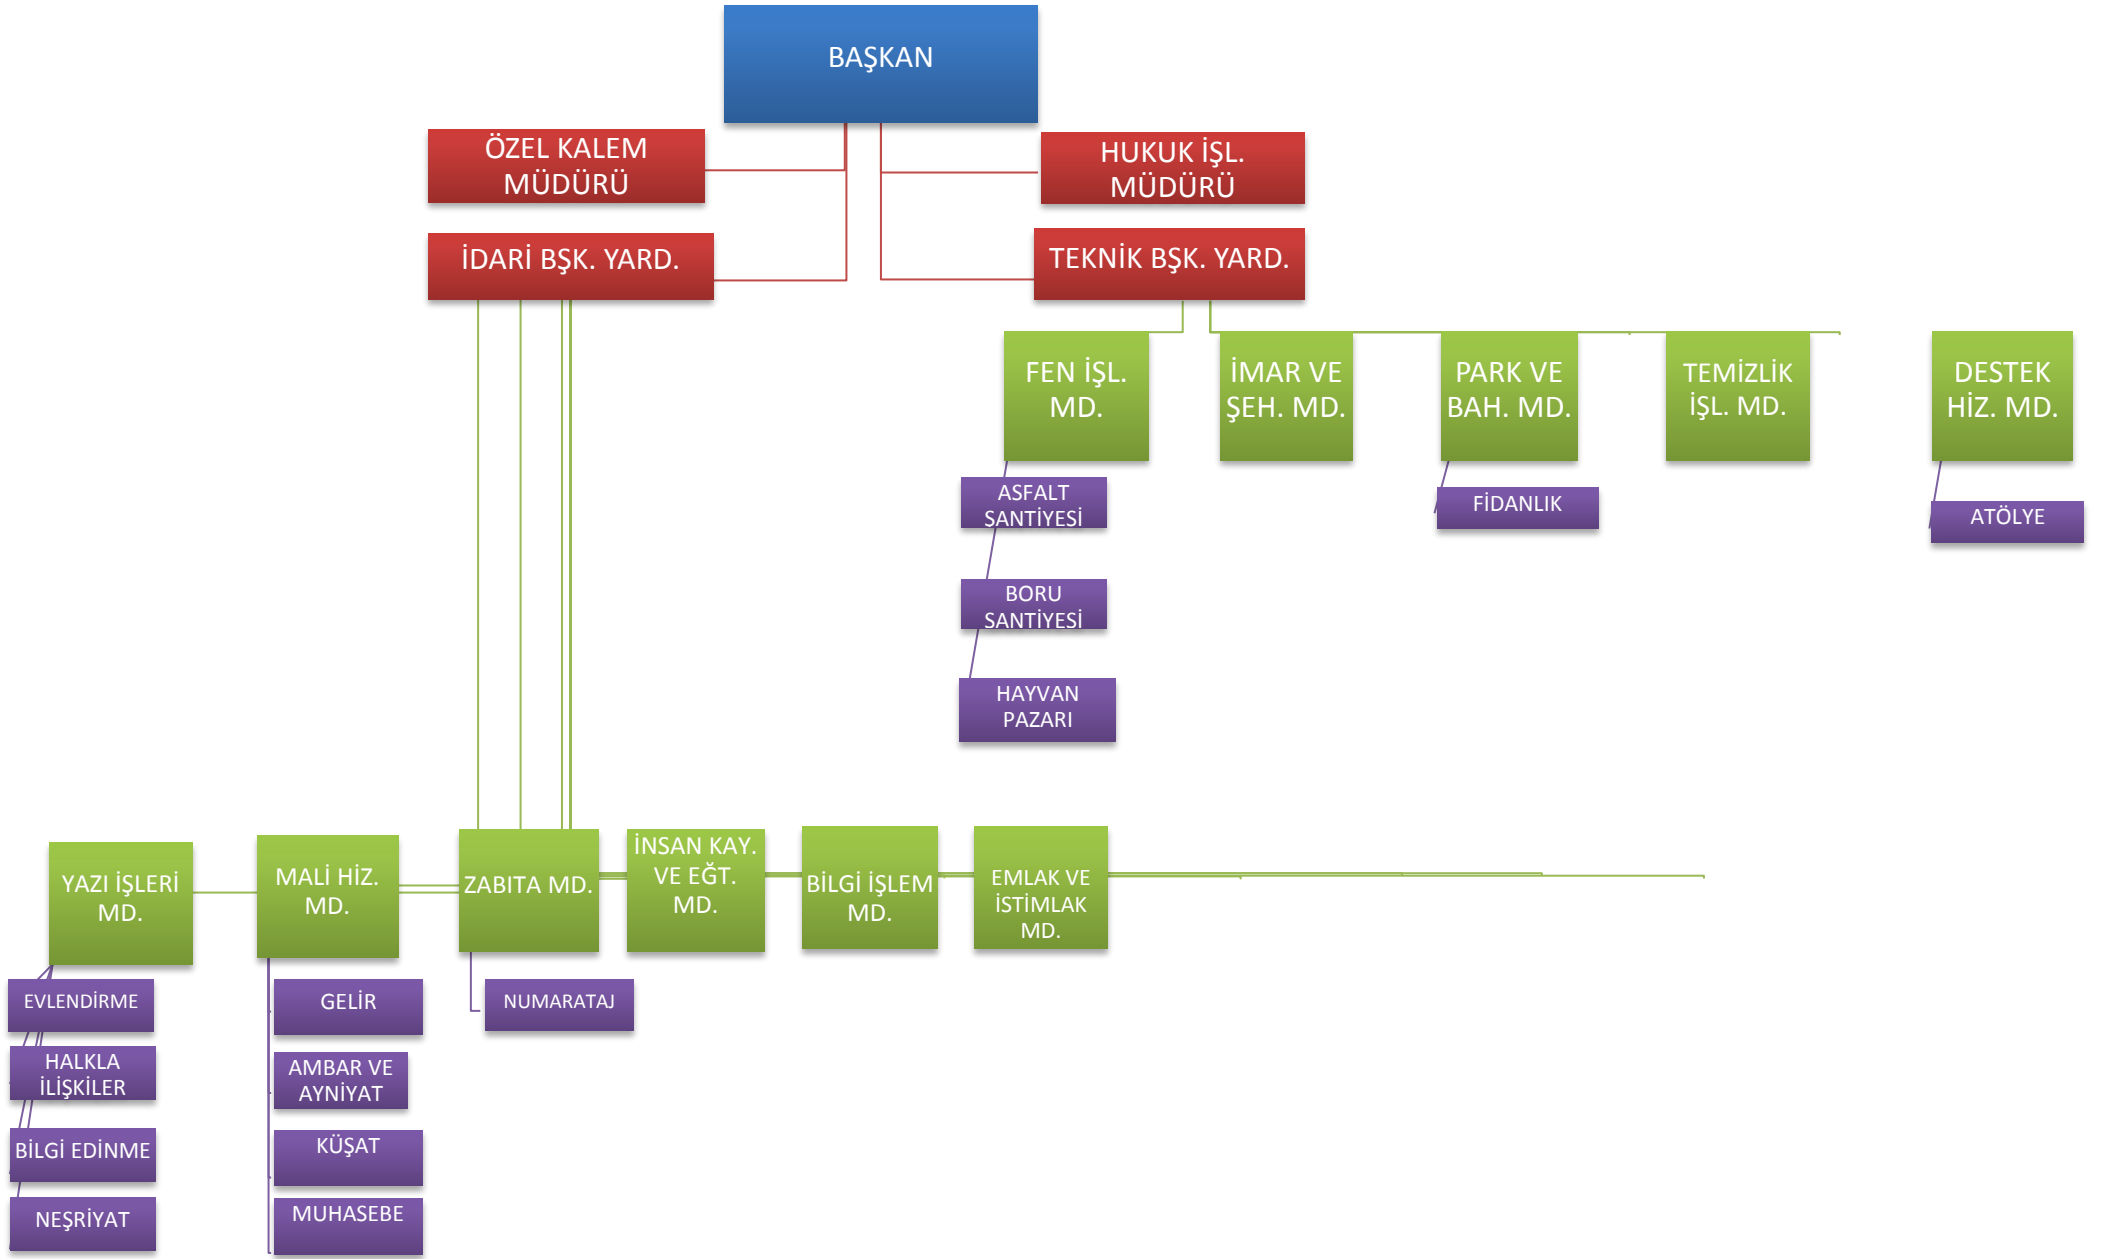 BAŞKAN
ÖZEL KALEM
MÜDÜRÜ
HUKUK İŞL.
MÜDÜRÜ
İDARİ BŞK. YARD.
TEKNİK BŞK. YARD.
FEN İŞL.
MD.
İMAR VE
ŞEH. MD.
PARK VE
BAH. MD.
TEMİZLİK
İŞL. MD.
DESTEK
HİZ. MD.
ASFALT
ŞANTİYESİ
FİDANLIK
ATÖLYE
BORU
ŞANTİYESİ
HAYVAN
PAZARI
YAZI İŞLERİ
MD.
MALİ HİZ.
MD.
ZABITA MD.
İNSAN KAY.
VE EĞT.
MD.
BİLGİ İŞLEM
MD.
EMLAK VE
İSTİMLAK
MD.
EVLENDİRME
HALKLA
İLİŞKİLER
BİLGİ EDİNME
NEŞRİYAT
GELİR
AMBAR VE
AYNİYAT
KÜŞAT
MUHASEBE
NUMARATAJ